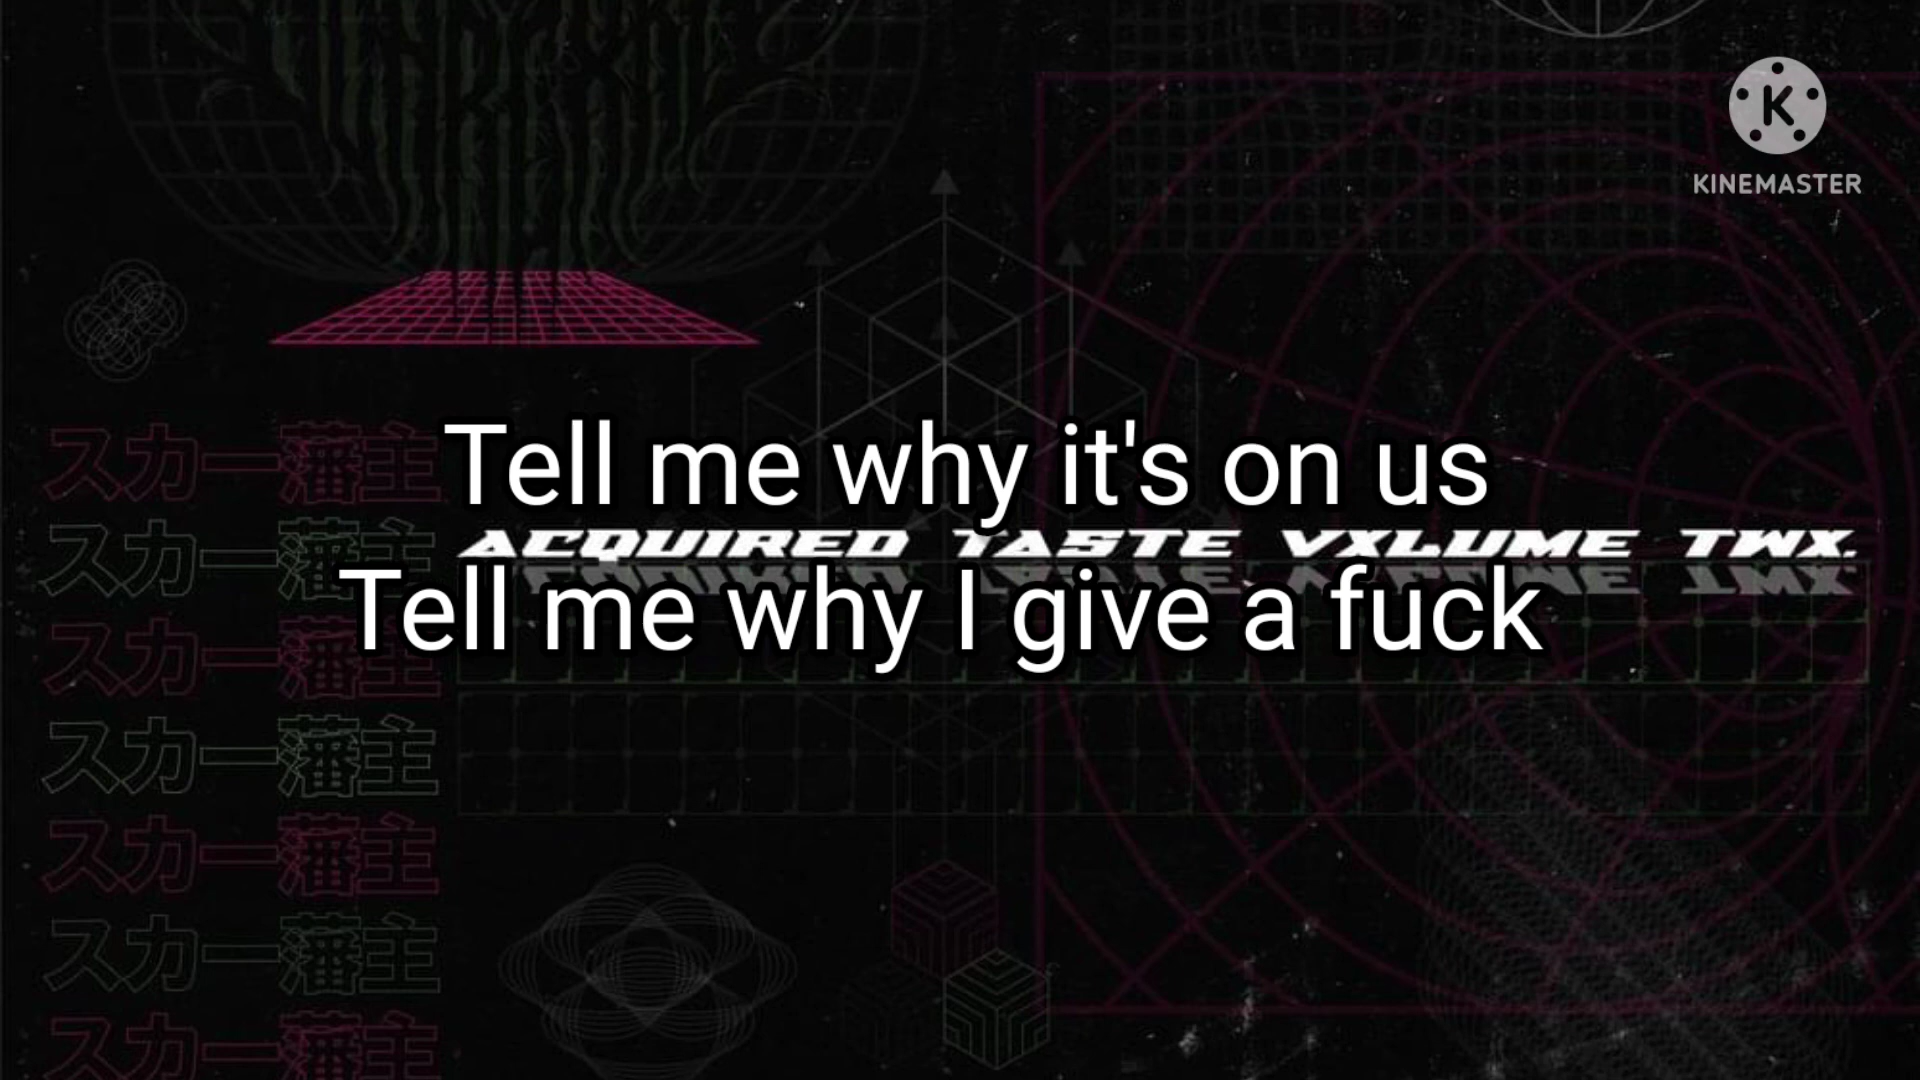 KINEMASTER
スカー藩主
Tell me why it's on us
ACQUIRED TASTE VXLUME TWX.
スカー藩主
Tell me why I give a fuck
スカー藩主
スカー藩主
スカー藩主
スカー藩主
スカー藩主